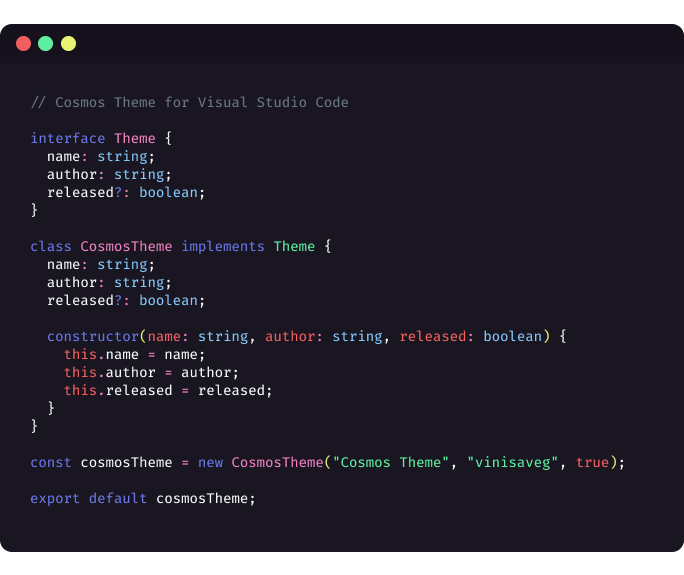 // Cosmos Theme for Visual Studio Code

interface Theme {
  name: string;
  author: string;
  released?: boolean;
}

class CosmosTheme implements Theme {
  name: string;
  author: string;
  released?: boolean;

  constructor(name: string, author: string, released: boolean) {
    this.name = name;
    this.author = author;
    this.released = released;
  }
}

const cosmosTheme = new CosmosTheme("Cosmos Theme", "vinisaveg", true);

export default cosmosTheme;